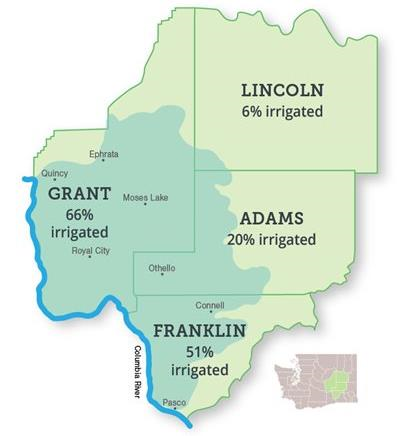 LINCOLN
6% irrigated
Ephrata
Quincy
GRANT
66%
irrigated
Moses Lake
Royal City
ADAMS
20% irrigated
Othello
Connell
FRANKLIN
51%
irrigated
Columbia River
Pasco